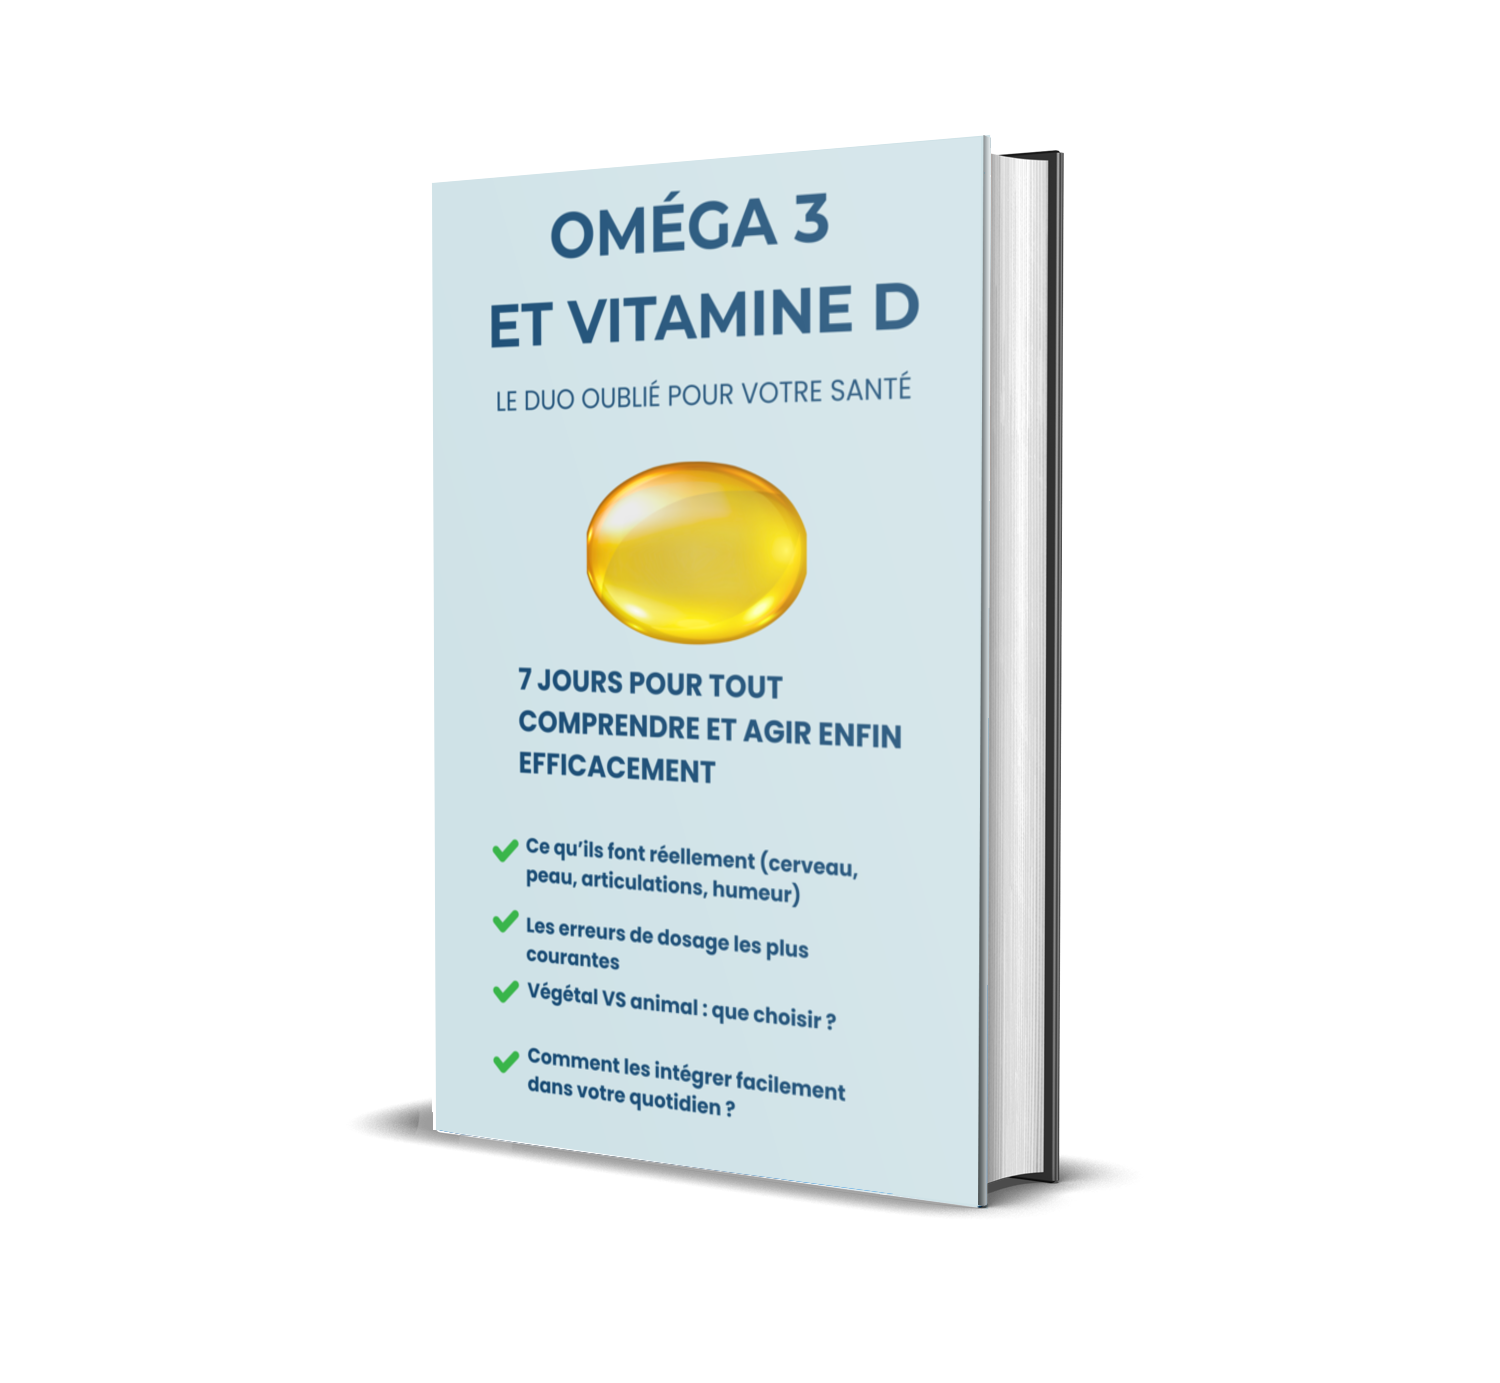 OMÉGA 3
ET VITAMINE D
LE DUO OUBLIÉ POUR VOTRE SANTÉ
7 JOURS POUR TOUT
COMPRENDRE ET AGIR ENFIN
EFFICACEMENT
Ce qu’ils font réellement (cerveau,
peau, articulations, humeur)
Les erreurs de dosage les plus
courantes
Végétal VS animal : que choisir ?
Comment les intégrer facilement
dans votre quotidien ?